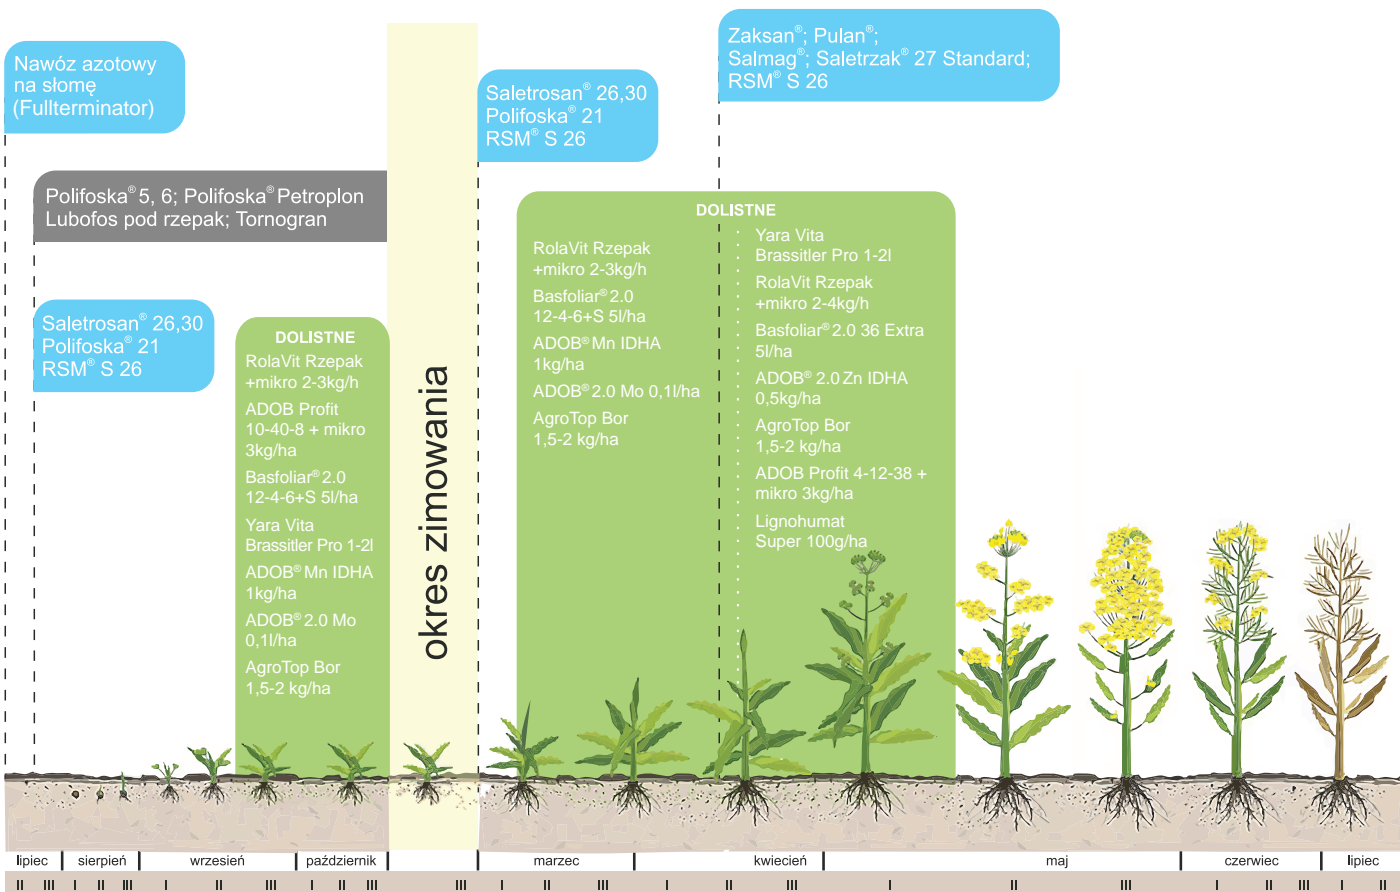 Nawóz azotowy
na słomę
(Fullterminator)
Polifoska® 5, 6; Polifoska® Petroplon
Lubofos pod rzepak; Tornogran
Saletrosan® 26,30
Polifoska® 21
RSM® S 26
DOLISTNE
RolaVit Rzepak
+mikro 2-3kg/h
ADOB Profit
10-40-8 + mikro
3kg/ha
Basfoliar® 2.0
12-4-6+S 5l/ha
Yara Vita
Brassitler Pro 1-2l
ADOB® Mn IDHA
1kg/ha
ADOB® 2.0 Mo
0,1l/ha
AgroTop Bor
1,5-2 kg/ha
okres zimowania
Saletrosan® 26,30
Polifoska® 21
RSM® S 26
Zaksan®; Pulan®;
Salmag®; Saletrzak® 27 Standard;
RSM® S 26
DOLISTNE
RolaVit Rzepak
+mikro 2-3kg/h
Basfoliar® 2.0
12-4-6+S 5l/ha
ADOB® Mn IDHA
1kg/ha
ADOB® 2.0 Mo 0,1l/ha
AgroTop Bor
1,5-2 kg/ha
Yara Vita
Brassitler Pro 1-2l
RolaVit Rzepak
+mikro 2-4kg/h
Basfoliar® 2.0 36 Extra
5l/ha
ADOB® 2.0 Zn IDHA
0,5kg/ha
AgroTop Bor
1,5-2 kg/ha
ADOB Profit 4-12-38 +
mikro 3kg/ha
Lignohumat
Super 100g/ha
lipiec sierpień wrzesień październik marzec kwiecień maj czerwiec lipiec
II III I II III I II III I II III III I II III I II III I II III I II III I II